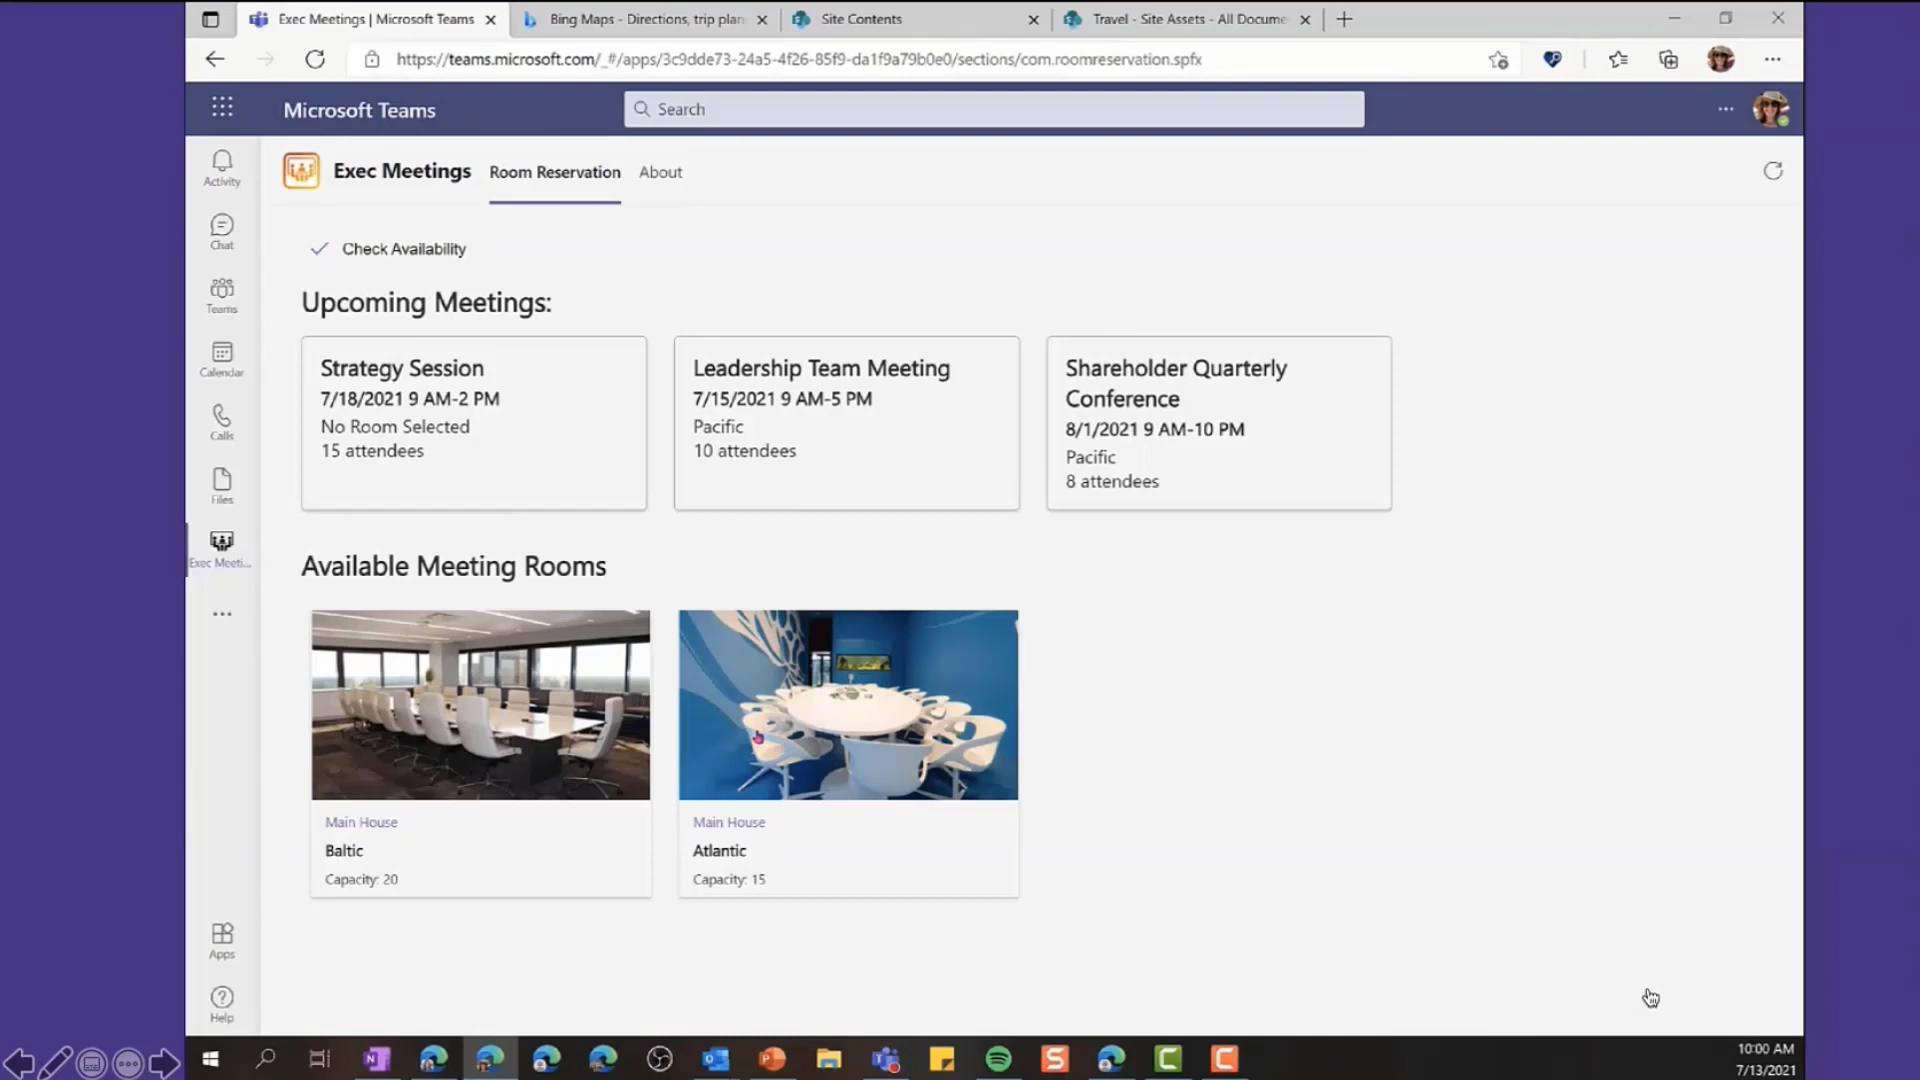 Exec Meetings | Microsoft Teams
Bing Maps - Directions, trip plan
Site Contents
Travel - Site Assets - All Docume
https://teams.microsoft.com/_#/apps/3c9dde73-24a5-4f26-85f9-da1f9a79b0e0/sections/com.roomreservation.spfx
Microsoft Teams
Search
Exec Meetings
Room Reservation
About
Activity
Chat
Teams
Calendar
Calls
Files
Exec Meeti...
Apps
Help
Check Availability
Upcoming Meetings:
Strategy Session
7/18/2021 9 AM-2 PM
No Room Selected
15 attendees
Leadership Team Meeting
7/15/2021 9 AM-5 PM
Pacific
10 attendees
Shareholder Quarterly
Conference
8/1/2021 9 AM-10 PM
Pacific
8 attendees
Available Meeting Rooms
Main House
Baltic
Capacity: 20
Main House
Atlantic
Capacity: 15
10:00 AM
7/13/2021